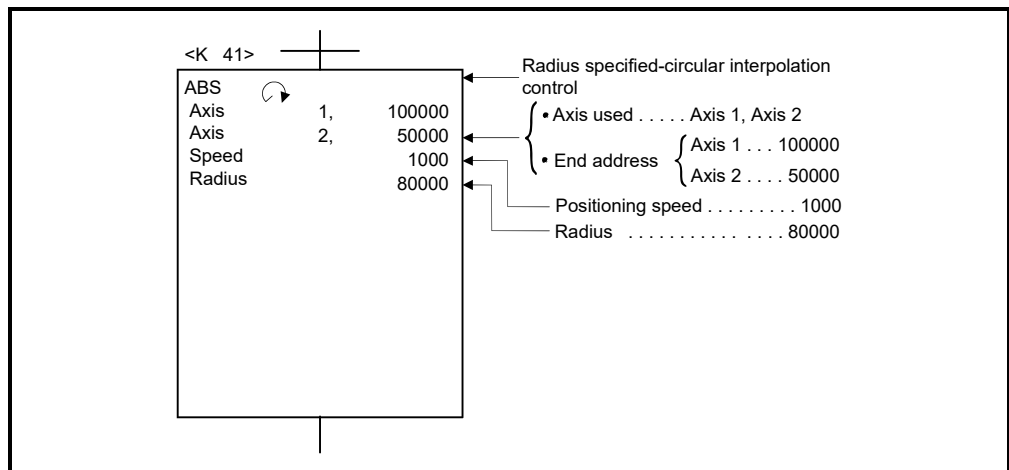 <K 41>
ABS
Axis 1, 100000
Axis 2, 50000
Speed 1000
Radius 80000
Radius specified-circular interpolation
control
• Axis used . . . . . Axis 1, Axis 2
• End address
Axis 1 . . . 100000
Axis 2 . . . . 50000
Positioning speed . . . . . . . . . 1000
Radius . . . . . . . . . . . . . . . 80000